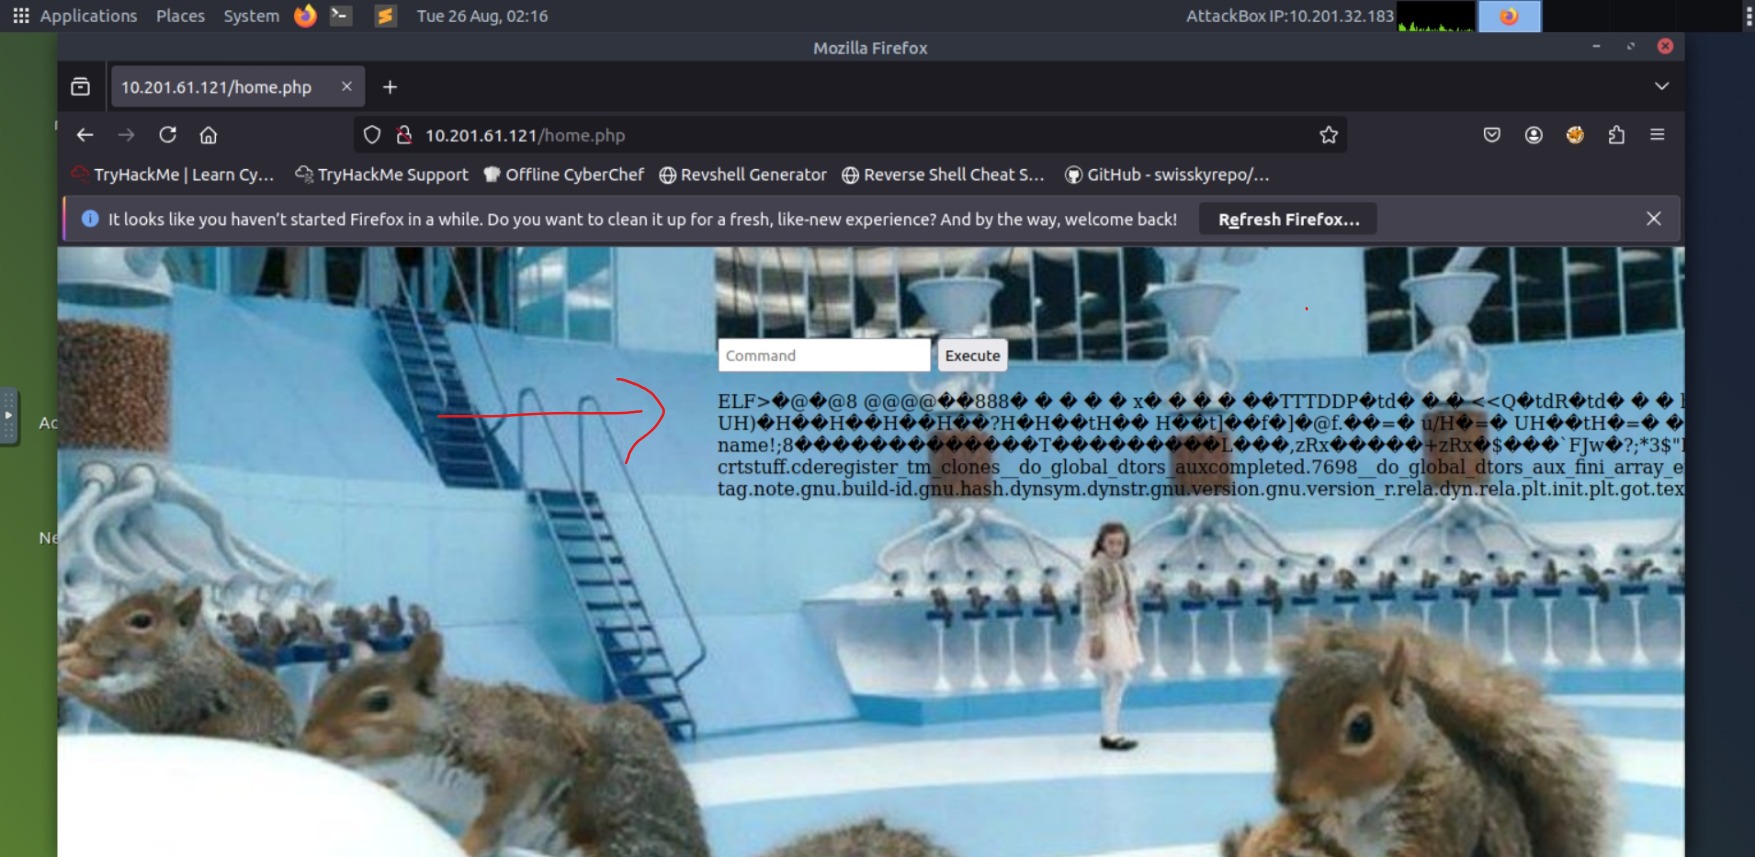 Applications Places System Tue 26 Aug, 02:16 AttackBox IP:10.201.32.183
Mozilla Firefox
10.201.61.121/home.php
10.201.61.121/home.php
TryHackMe | Learn Cy... TryHackMe Support Offline CyberChef Revshell Generator Reverse Shell Cheat S... GitHub - swisskyrepo/...
It looks like you haven't started Firefox in a while. Do you want to clean it up for a fresh, like-new experience? And by the way, welcome back! Refresh Firefox...
Command Execute
ELF>�@�@8 @@@@��888� � � � � x� � � � ��TTTDDP�td� � � <<Q�tdR�td� � �
Ac
UH)�H��H��H��H��?H�H��tH�� H��t]��f�]�@f.��=� u/H�=� UH��tH�=� �
name!;8�������������T���������L���,zRx�����+zRx�$���`FJw�?;*3$"
crtstuff.cderegister_tm_clones__do_global_dtors_auxcompleted.7698__do_global_dtors_aux_fini_array_e
tag.note.gnu.build-id.gnu.hash.dynsym.dynstr.gnu.version.gnu.version_r.rela.dyn.rela.plt.init.plt.got.tex
Ne